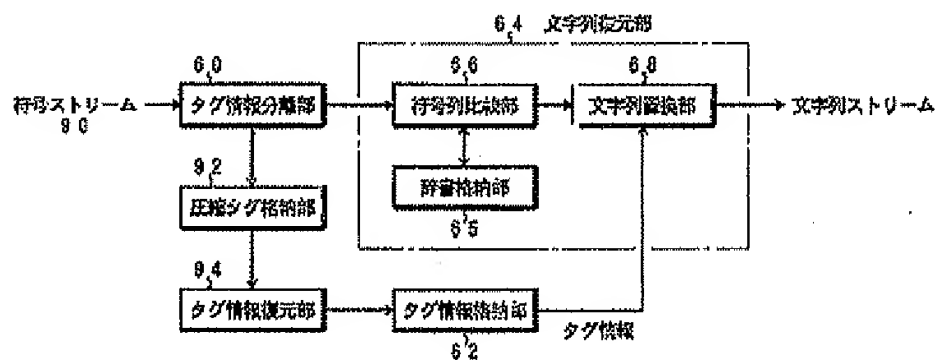 64 文字列復元部
60
66
68
符号ストリーム
90
タグ情報分離部
符号列比較部
文字列置換部
文字列ストリーム
92
圧縮タグ格納部
辞書格納部
65
94
タグ情報復元部
タグ情報格納部
62
タグ情報